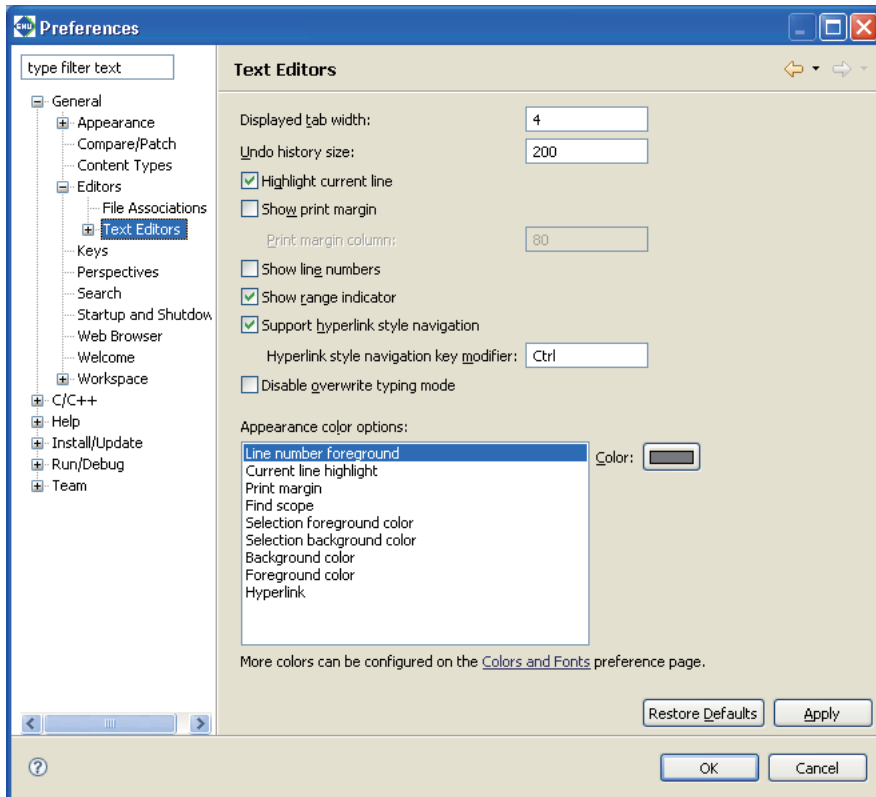 GNU Preferences
type filter text
General
Appearance
Compare/Patch
Content Types
Editors
File Associations
Text Editors
Keys
Perspectives
Search
Startup and Shutdow
Web Browser
Welcome
Workspace
C/C++
Help
Install/Update
Run/Debug
Team
Text Editors
Displayed tab width: 4
Undo history size: 200
Highlight current line
Show print margin
Print margin column: 80
Show line numbers
Show range indicator
Support hyperlink style navigation
Hyperlink style navigation key modifier: Ctrl
Disable overwrite typing mode
Appearance color options:
Line number foreground
Current line highlight
Print margin
Find scope
Selection foreground color
Selection background color
Background color
Foreground color
Hyperlink
Color:
More colors can be configured on the Colors and Fonts preference page.
Restore Defaults Apply
? OK Cancel